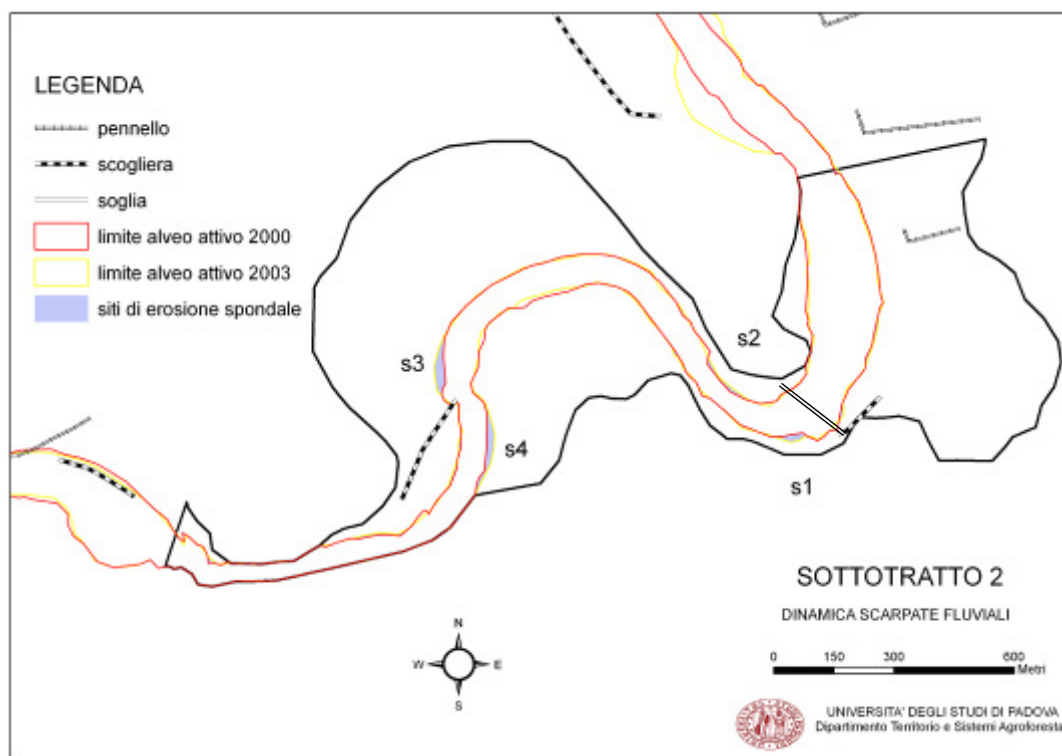 LEGENDA
pennello
scogliera
soglia
limite alveo attivo 2000
limite alveo attivo 2003
siti di erosione spondale
s2
s3
s4
s1
N
W
E
S
SOTTOTRATTO 2
DINAMICA SCARPATE FLUVIALI
0 150 300 600
Metri
UNIVERSITA' DEGLI STUDI DI PADOVA
Dipartimento Territorio e Sistemi Agroforesta